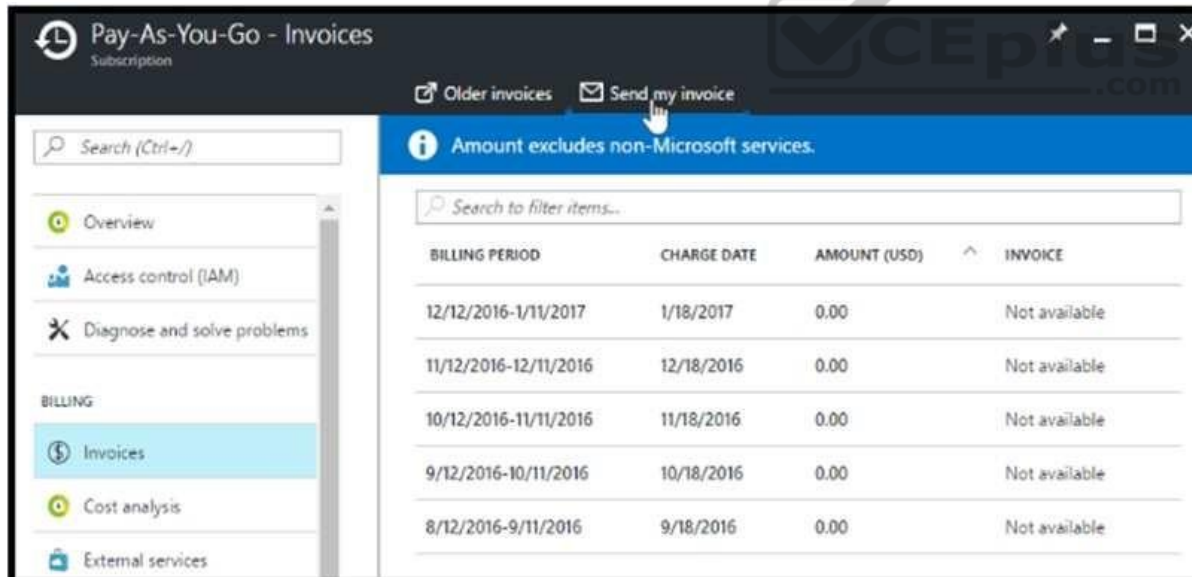 Pay-As-You-Go - Invoices
Subscription
CEplus
.com
Older invoices Send my invoice
Search (Ctrl+/)
Amount excludes non-Microsoft services.
Overview
Search to filter items...
Access control (IAM)
BILLING PERIOD CHARGE DATE AMOUNT (USD) INVOICE
Diagnose and solve problems
12/12/2016-1/11/2017 1/18/2017 0.00 Not available
11/12/2016-12/11/2016 12/18/2016 0.00 Not available
BILLING
10/12/2016-11/11/2016 11/18/2016 0.00 Not available
Invoices
9/12/2016-10/11/2016 10/18/2016 0.00 Not available
Cost analysis
8/12/2016-9/11/2016 9/18/2016 0.00 Not available
External services